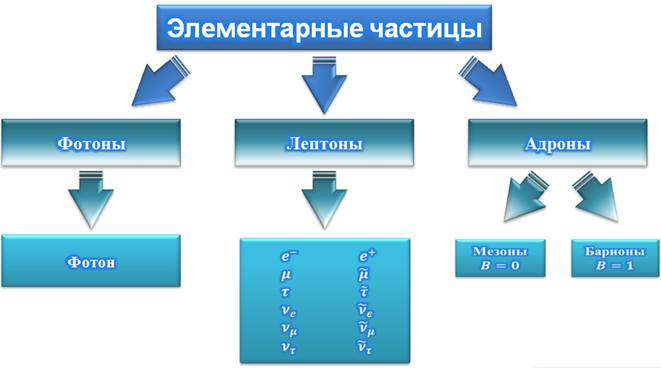 Элементарные частицы
Фотоны
Лептоны
Адроны
Фотон
e⁻ e⁺
μ μ̃
τ τ̃
νₑ ν̃ₑ
ν_μ ν̃_μ
ν_τ ν̃_τ
Мезоны
B = 0
Барионы
B = 1